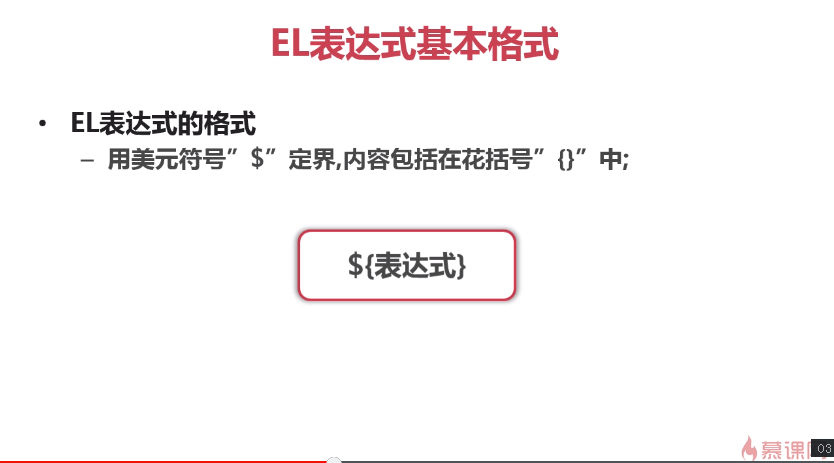 EL表达式基本格式
• EL表达式的格式
– 用美元符号”$”定界,内容包括在花括号”{}”中;
${表达式}
慕课
03